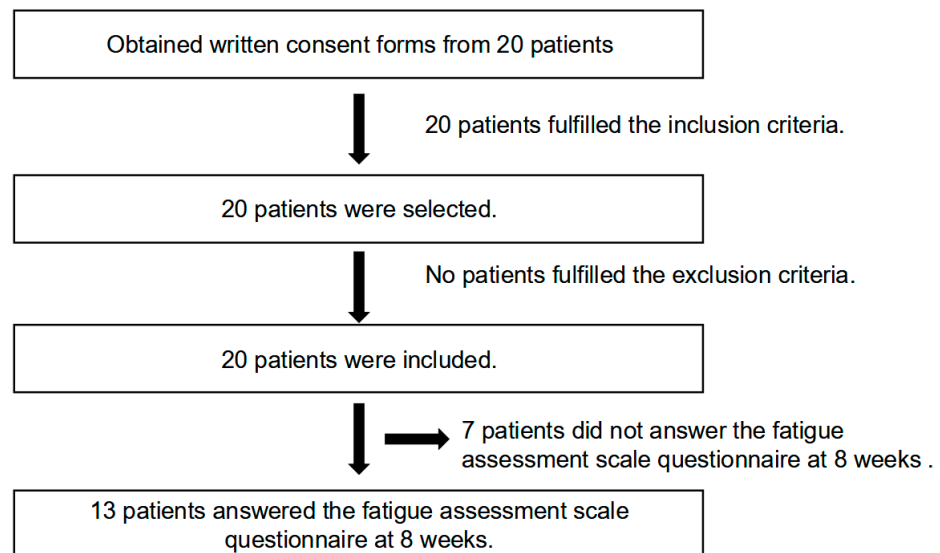 Obtained written consent forms from 20 patients
20 patients fulfilled the inclusion criteria.
20 patients were selected.
No patients fulfilled the exclusion criteria.
20 patients were included.
7 patients did not answer the fatigue
assessment scale questionnaire at 8 weeks .
13 patients answered the fatigue assessment scale
questionnaire at 8 weeks.